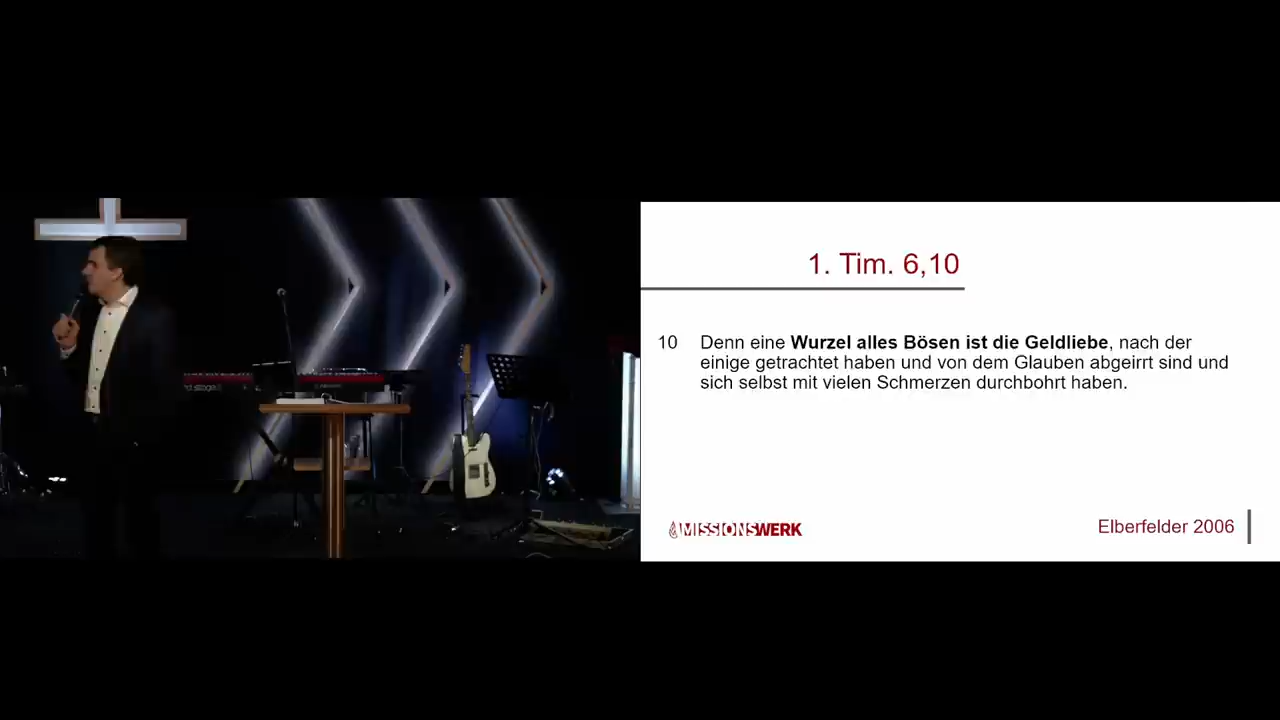 1. Tim. 6,10
10 Denn eine Wurzel alles Bösen ist die Geldliebe, nach der
einige getrachtet haben und von dem Glauben abgeirrt sind und
sich selbst mit vielen Schmerzen durchbohrt haben.
MISSIONSWERK
Elberfelder 2006